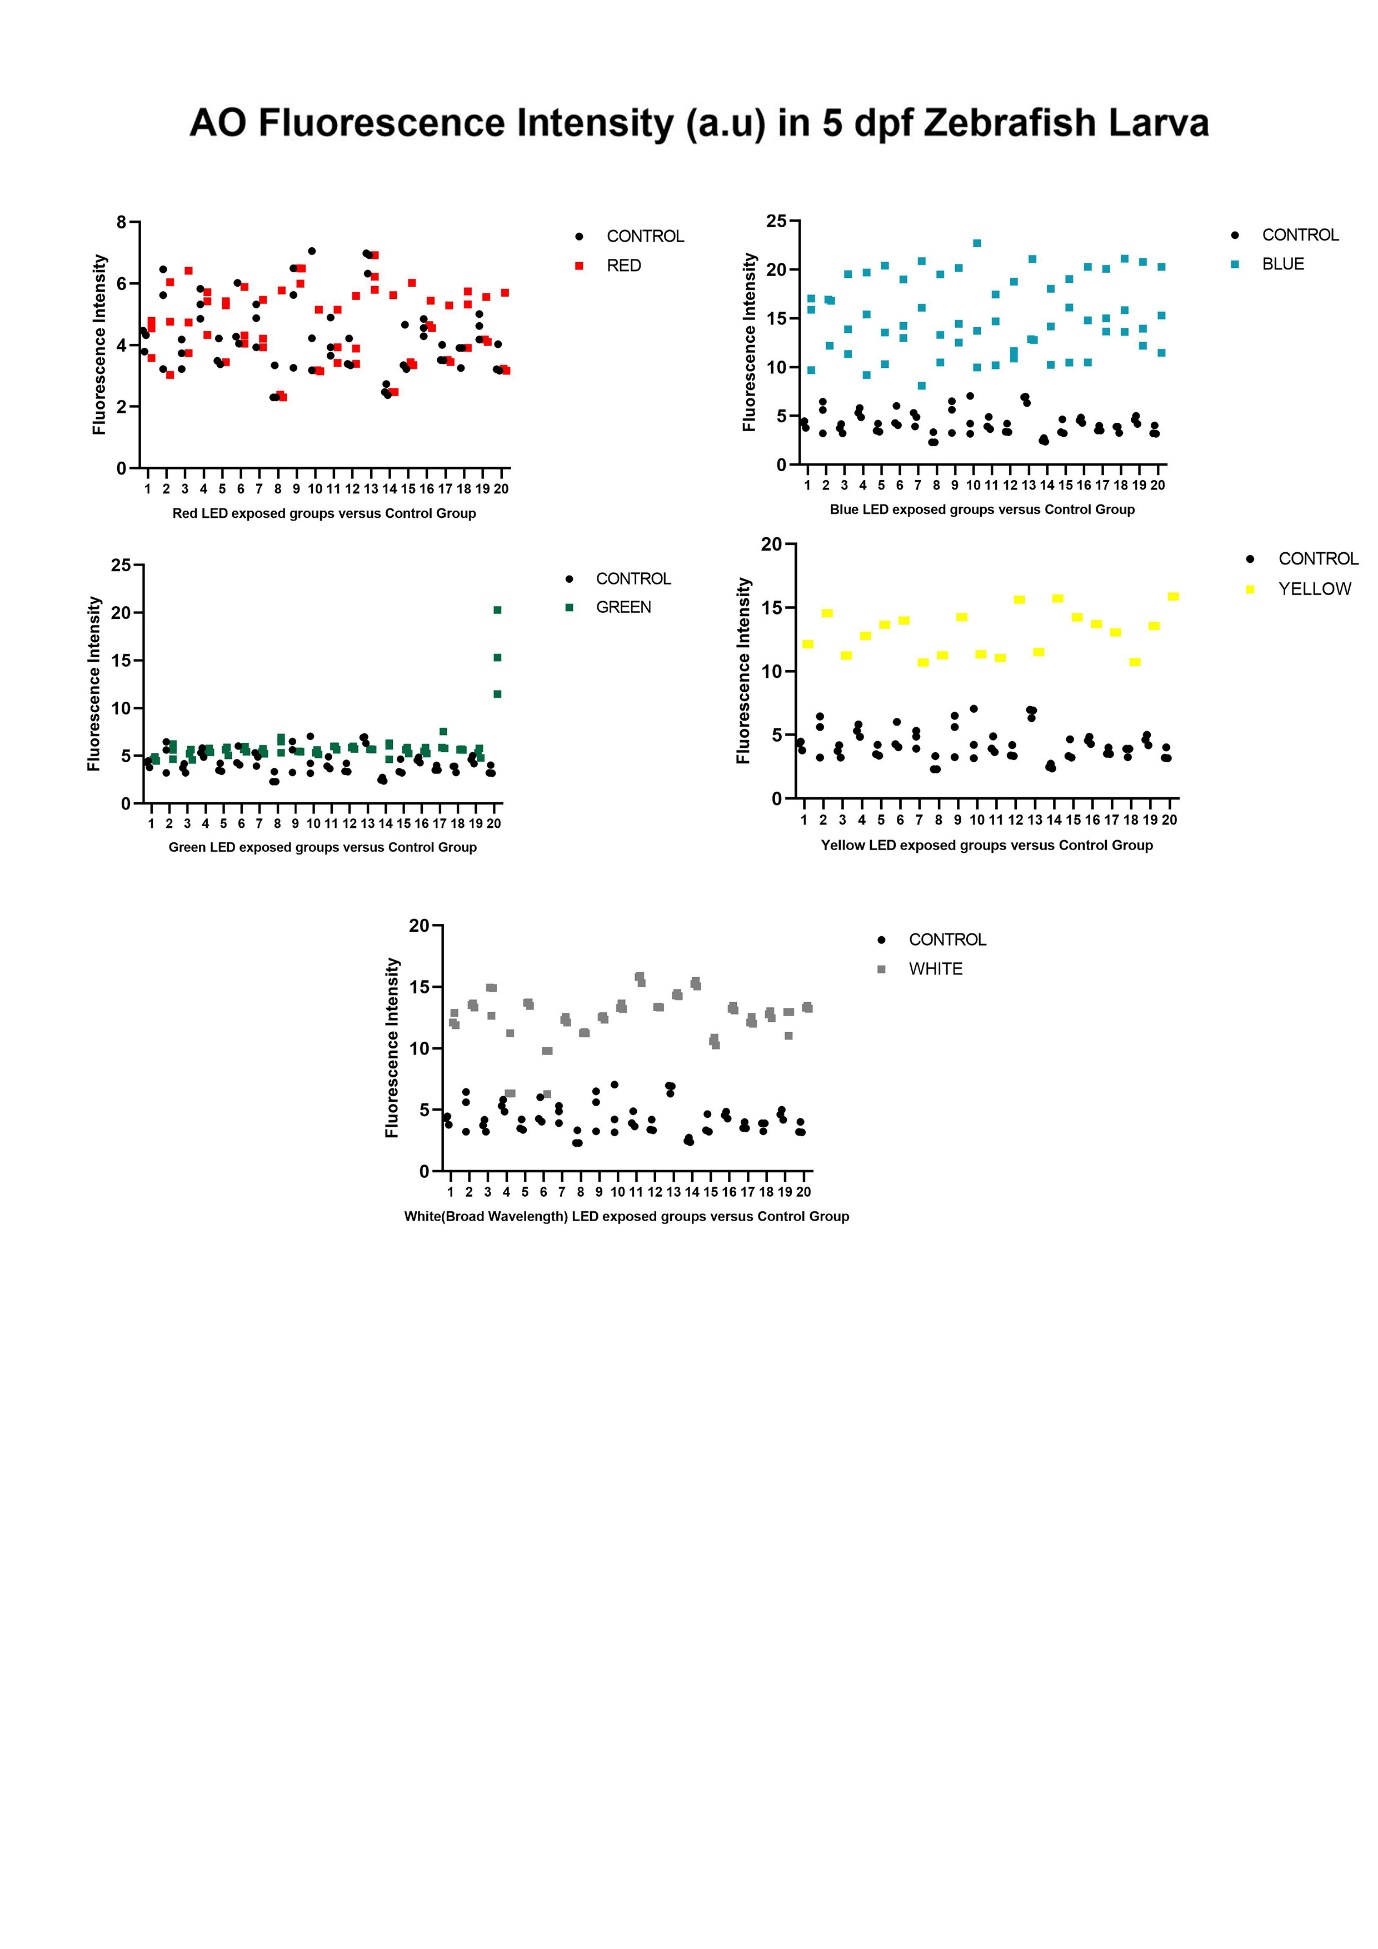 AO Fluorescence Intensity (a.u) in 5 dpf Zebrafish Larva
8
6
4
2
0
Fluorescence Intensity
1 2 3 4 5 6 7 8 9 10 11 12 13 14 15 16 17 18 19 20
Red LED exposed groups versus Control Group
CONTROL
RED
25
20
15
10
5
0
Fluorescence Intensity
1 2 3 4 5 6 7 8 9 10 11 12 13 14 15 16 17 18 19 20
Blue LED exposed groups versus Control Group
CONTROL
BLUE
25
20
15
10
5
0
Fluorescence Intensity
1 2 3 4 5 6 7 8 9 10 11 12 13 14 15 16 17 18 19 20
Green LED exposed groups versus Control Group
CONTROL
GREEN
20
15
10
5
0
Fluorescence Intensity
1 2 3 4 5 6 7 8 9 10 11 12 13 14 15 16 17 18 19 20
Yellow LED exposed groups versus Control Group
CONTROL
YELLOW
20
15
10
5
0
Fluorescence Intensity
1 2 3 4 5 6 7 8 9 10 11 12 13 14 15 16 17 18 19 20
White(Broad Wavelength) LED exposed groups versus Control Group
CONTROL
WHITE